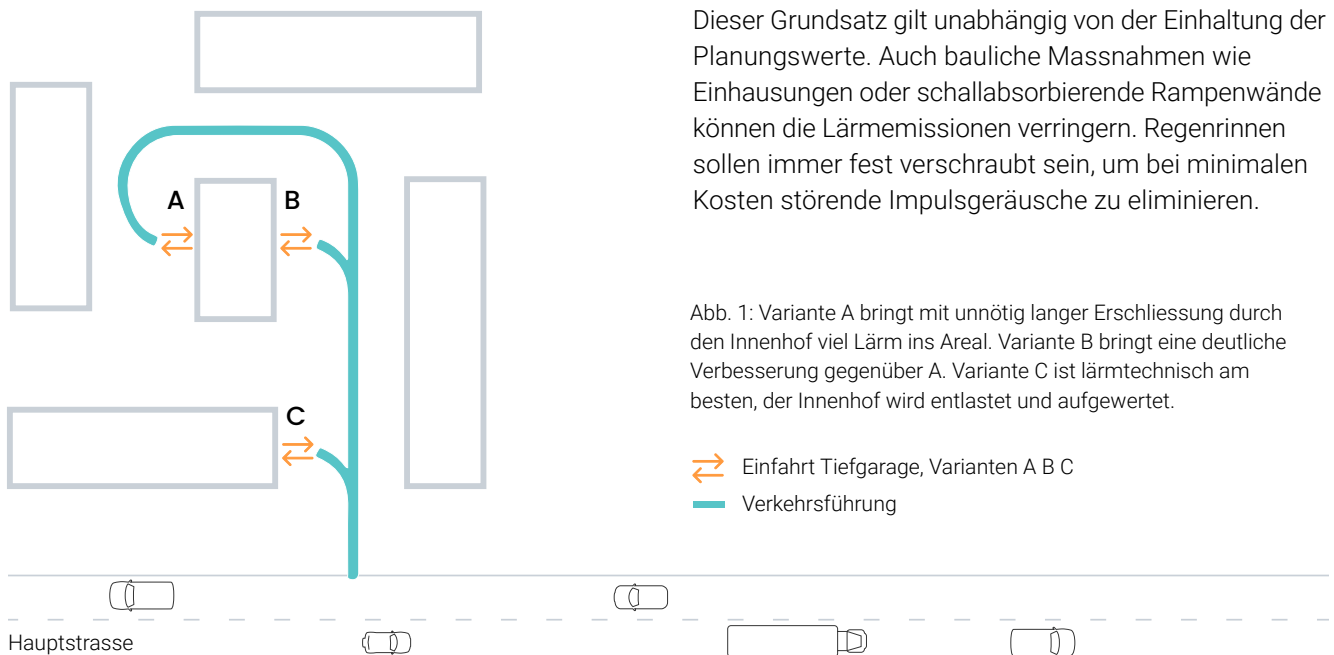 Dieser Grundsatz gilt unabhängig von der Einhaltung der
Planungswerte. Auch bauliche Massnahmen wie
Einhausungen oder schallabsorbierende Rampenwände
können die Lärmemissionen verringern. Regenrinnen
sollen immer fest verschraubt sein, um bei minimalen
Kosten störende Impulsgeräusche zu eliminieren.
A
B
C
Abb. 1: Variante A bringt mit unnötig langer Erschliessung durch
den Innenhof viel Lärm ins Areal. Variante B bringt eine deutliche
Verbesserung gegenüber A. Variante C ist lärmtechnisch am
besten, der Innenhof wird entlastet und aufgewertet.
Einfahrt Tiefgarage, Varianten A B C
Verkehrsführung
Hauptstrasse